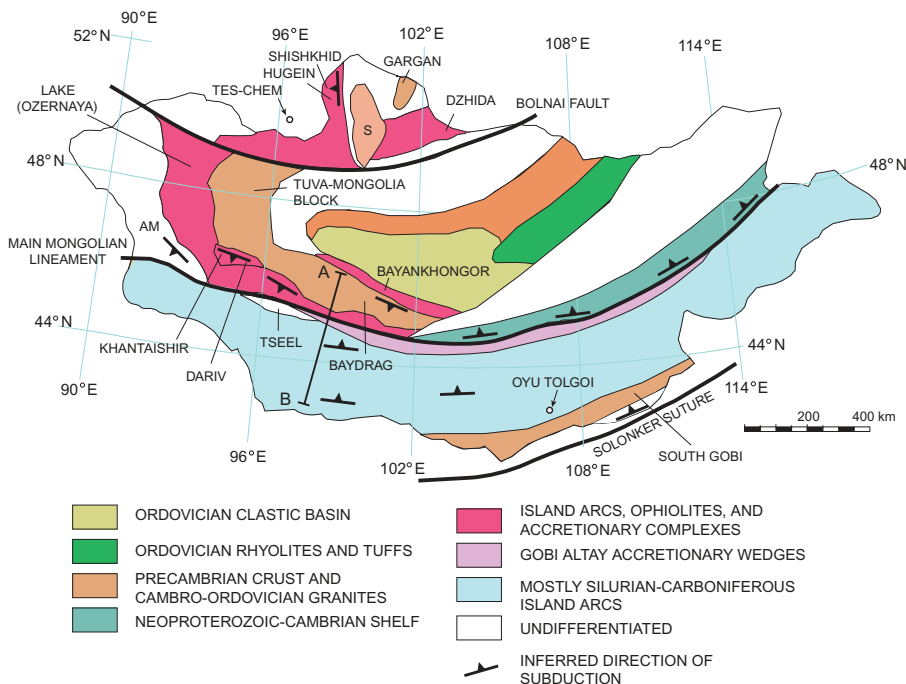 90°E
52°N
96°E
102°E
108°E
114°E
SHISHKHID
HUGEIN
GARGAN
TES-CHEM
LAKE
(OZERNAYA)
S
DZHIDA
BOLNAI FAULT
48°N
48°N
TUVA-MONGOLIA
BLOCK
AM
MAIN MONGOLIAN
LINEAMENT
A
BAYANKHONGOR
44°N
KHANTAISHIR
DARIV
TSEEL
BAYDRAG
B
OYU TOLGOI
44°N
114°E
90°E
SOLONKER SUTURE
200 400 km
SOUTH GOBI
96°E
102°E
108°E
ORDOVICIAN CLASTIC BASIN
ORDOVICIAN RHYOLITES AND TUFFS
PRECAMBRIAN CRUST AND
CAMBRO-ORDOVICIAN GRANITES
NEOPROTEROZOIC-CAMBRIAN SHELF
ISLAND ARCS, OPHIOLITES, AND
ACCRETIONARY COMPLEXES
GOBI ALTAY ACCRETIONARY WEDGES
MOSTLY SILURIAN-CARBONIFEROUS
ISLAND ARCS
UNDIFFERENTIATED
INFERRED DIRECTION OF
SUBDUCTION